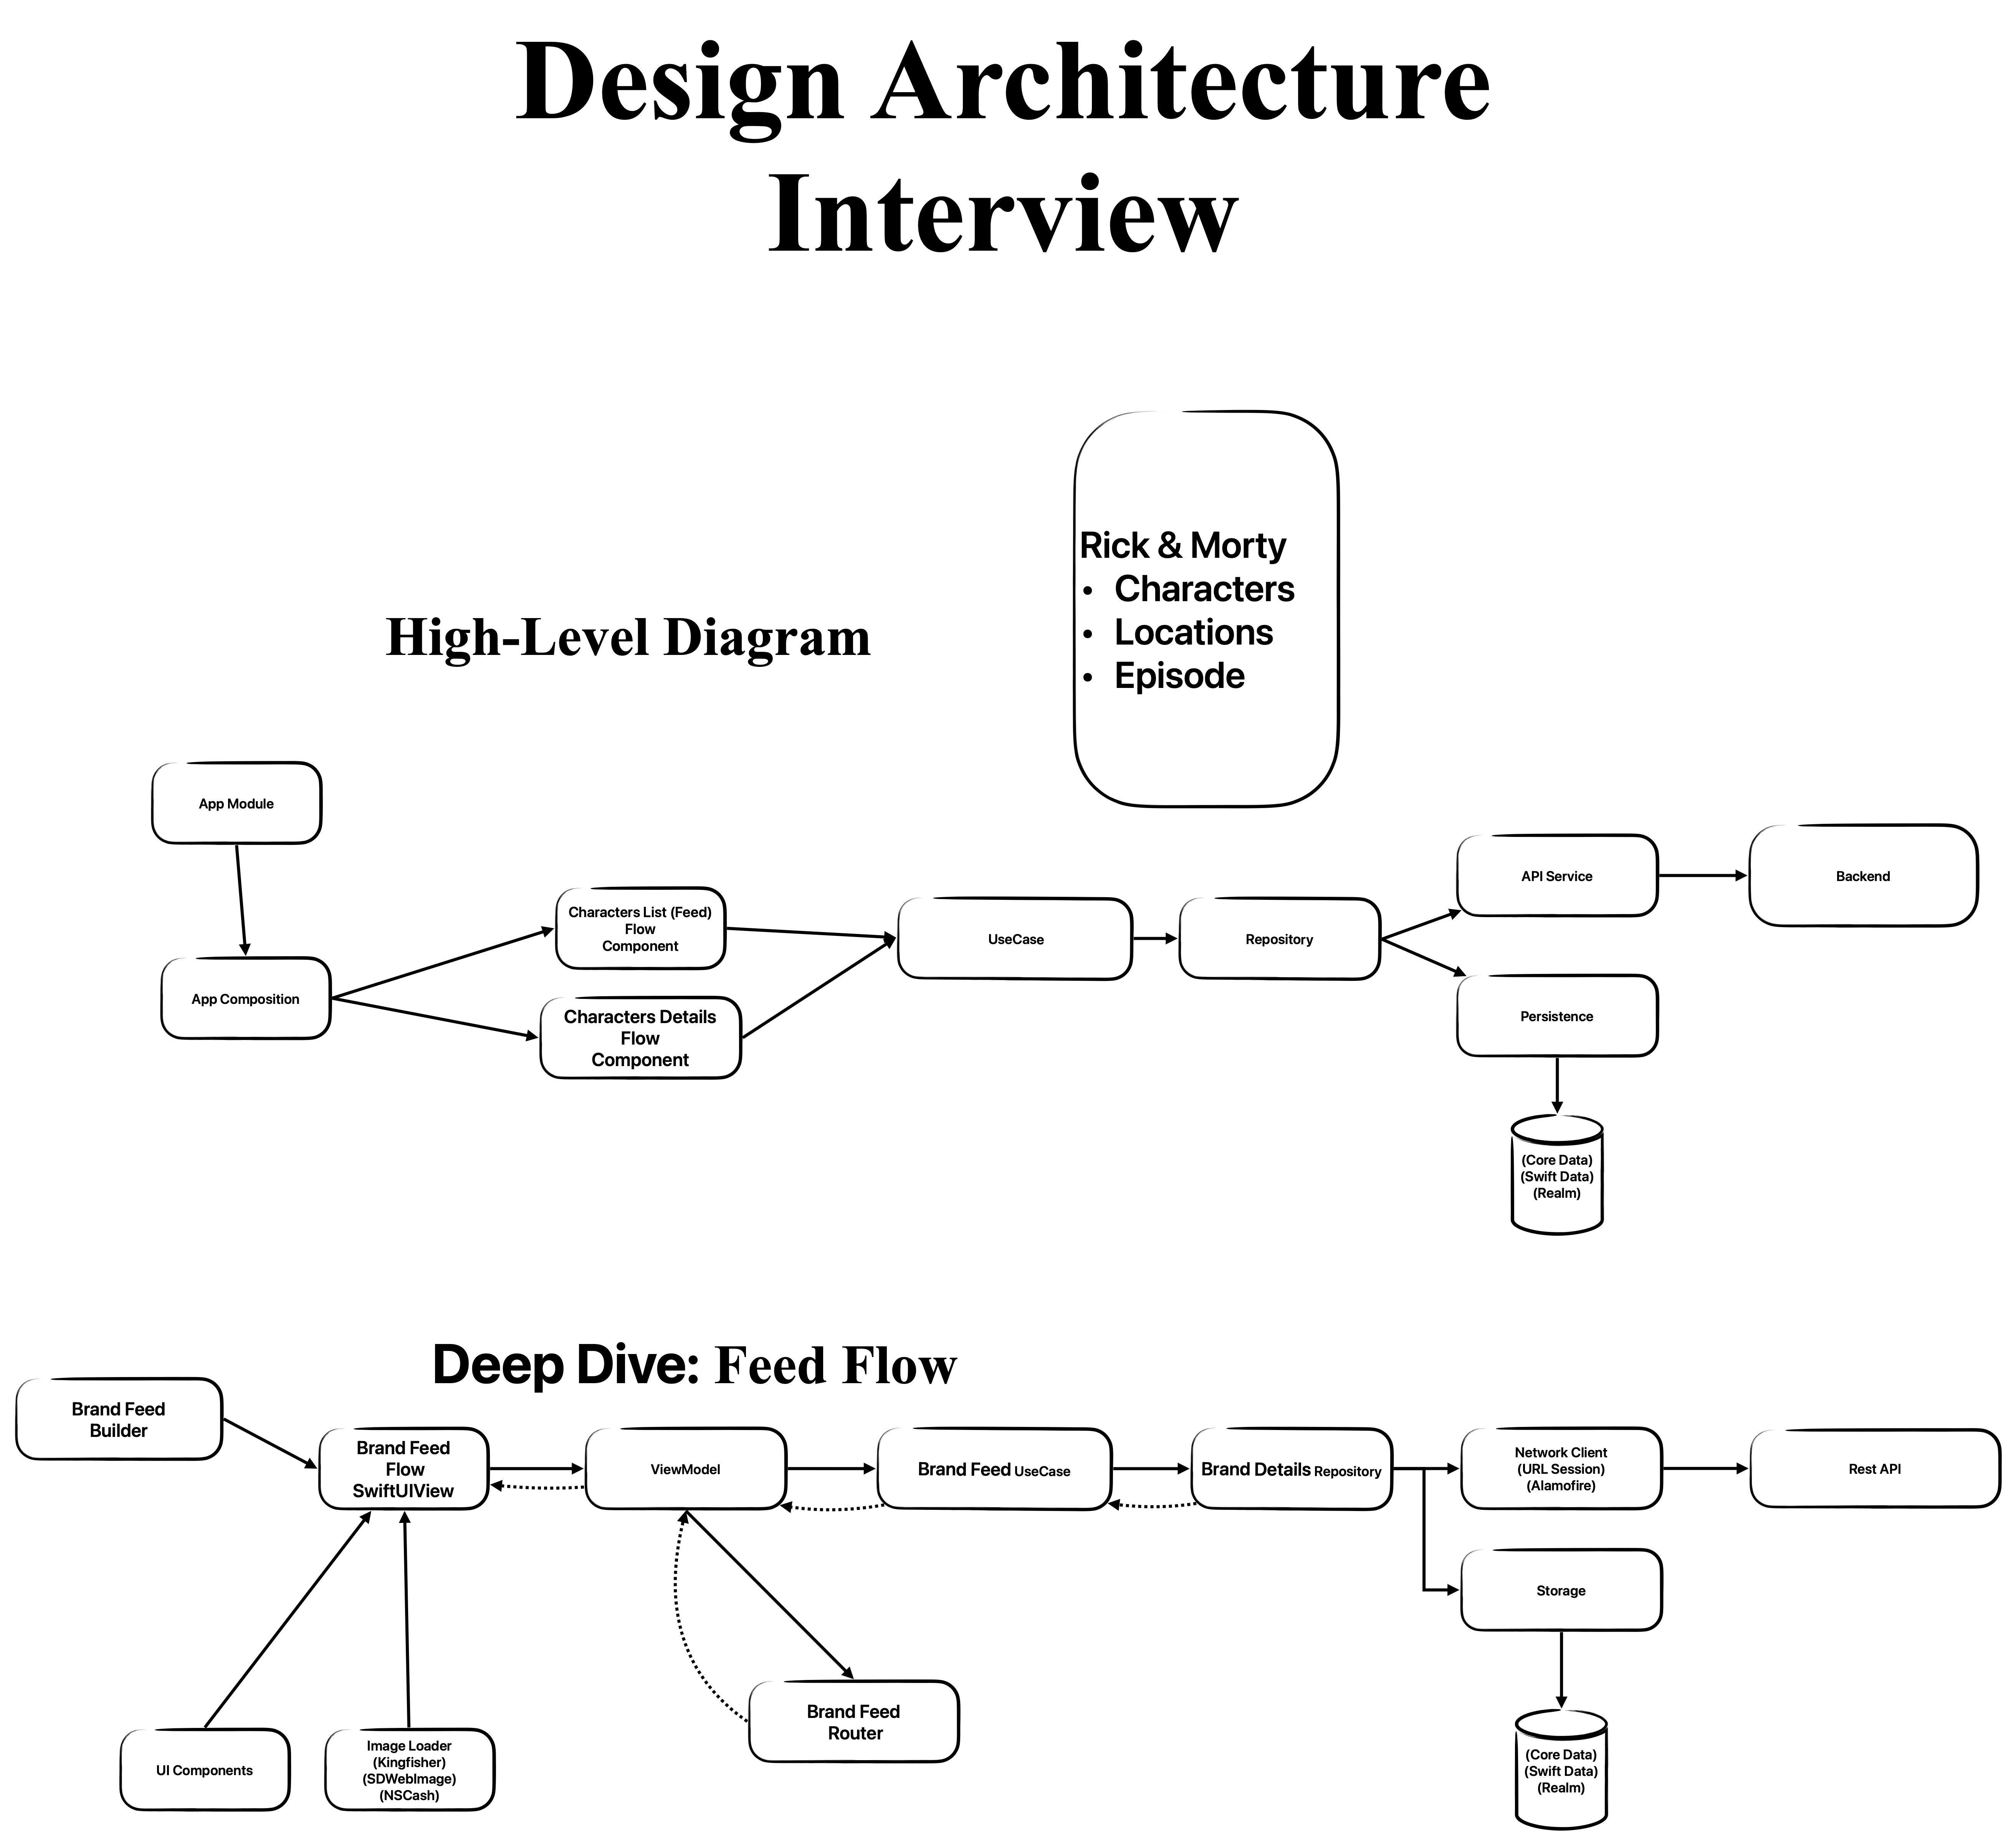 Design Architecture
Interview
Rick & Morty
• Characters
• Locations
• Episode
High-Level Diagram
App Module
App Composition
Characters List (Feed)
Flow
Component
Characters Details
Flow
Component
UseCase
Repository
API Service
Backend
Persistence
(Core Data)
(Swift Data)
(Realm)
Deep Dive: Feed Flow
Brand Feed
Builder
Brand Feed
Flow
SwiftUIView
ViewModel
Brand Feed UseCase
Brand Details Repository
Network Client
(URL Session)
(Alamofire)
Rest API
Storage
Brand Feed
Router
UI Components
Image Loader
(Kingfisher)
(SDWebImage)
(NSCash)
(Core Data)
(Swift Data)
(Realm)